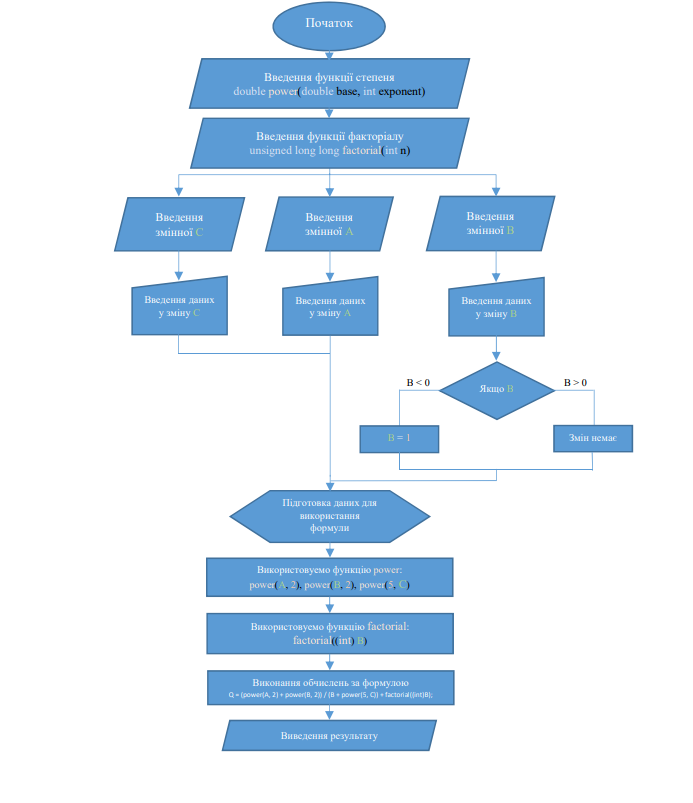 Початок
Введення функції степеня
double power(double base, int exponent)
Введення функції факторіалу
unsigned long long factorial(int n)
Введення
змінної C
Введення
змінної A
Введення
змінної B
Введення даних
у зміну C
Введення даних
у зміну A
Введення даних
у зміну B
B < 0
Якщо B
B > 0
B = 1
Змін немає
Підготовка даних для
використання
формули
Використовуемо функцію power:
power(A, 2), power(B, 2), power(5, C)
Використовуемо функцію factorial:
factorial((int) B)
Виконання обчислень за формулою
Q = (power(A, 2) + power(B, 2)) / (B + power(5, C)) + factorial((int)B);
Виведення результату